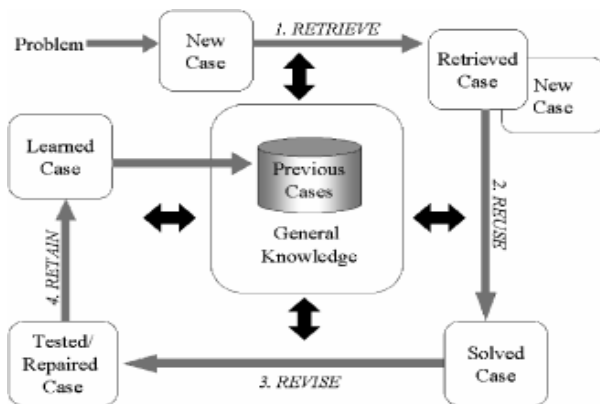 Problem
New
Case
1. RETRIEVE
Retrieved
Case
New
Case
Learned
Case
Previous
Cases
General
Knowledge
2. REUSE
4. RETAIN
Tested/
Repaired
Case
3. REVISE
Solved
Case